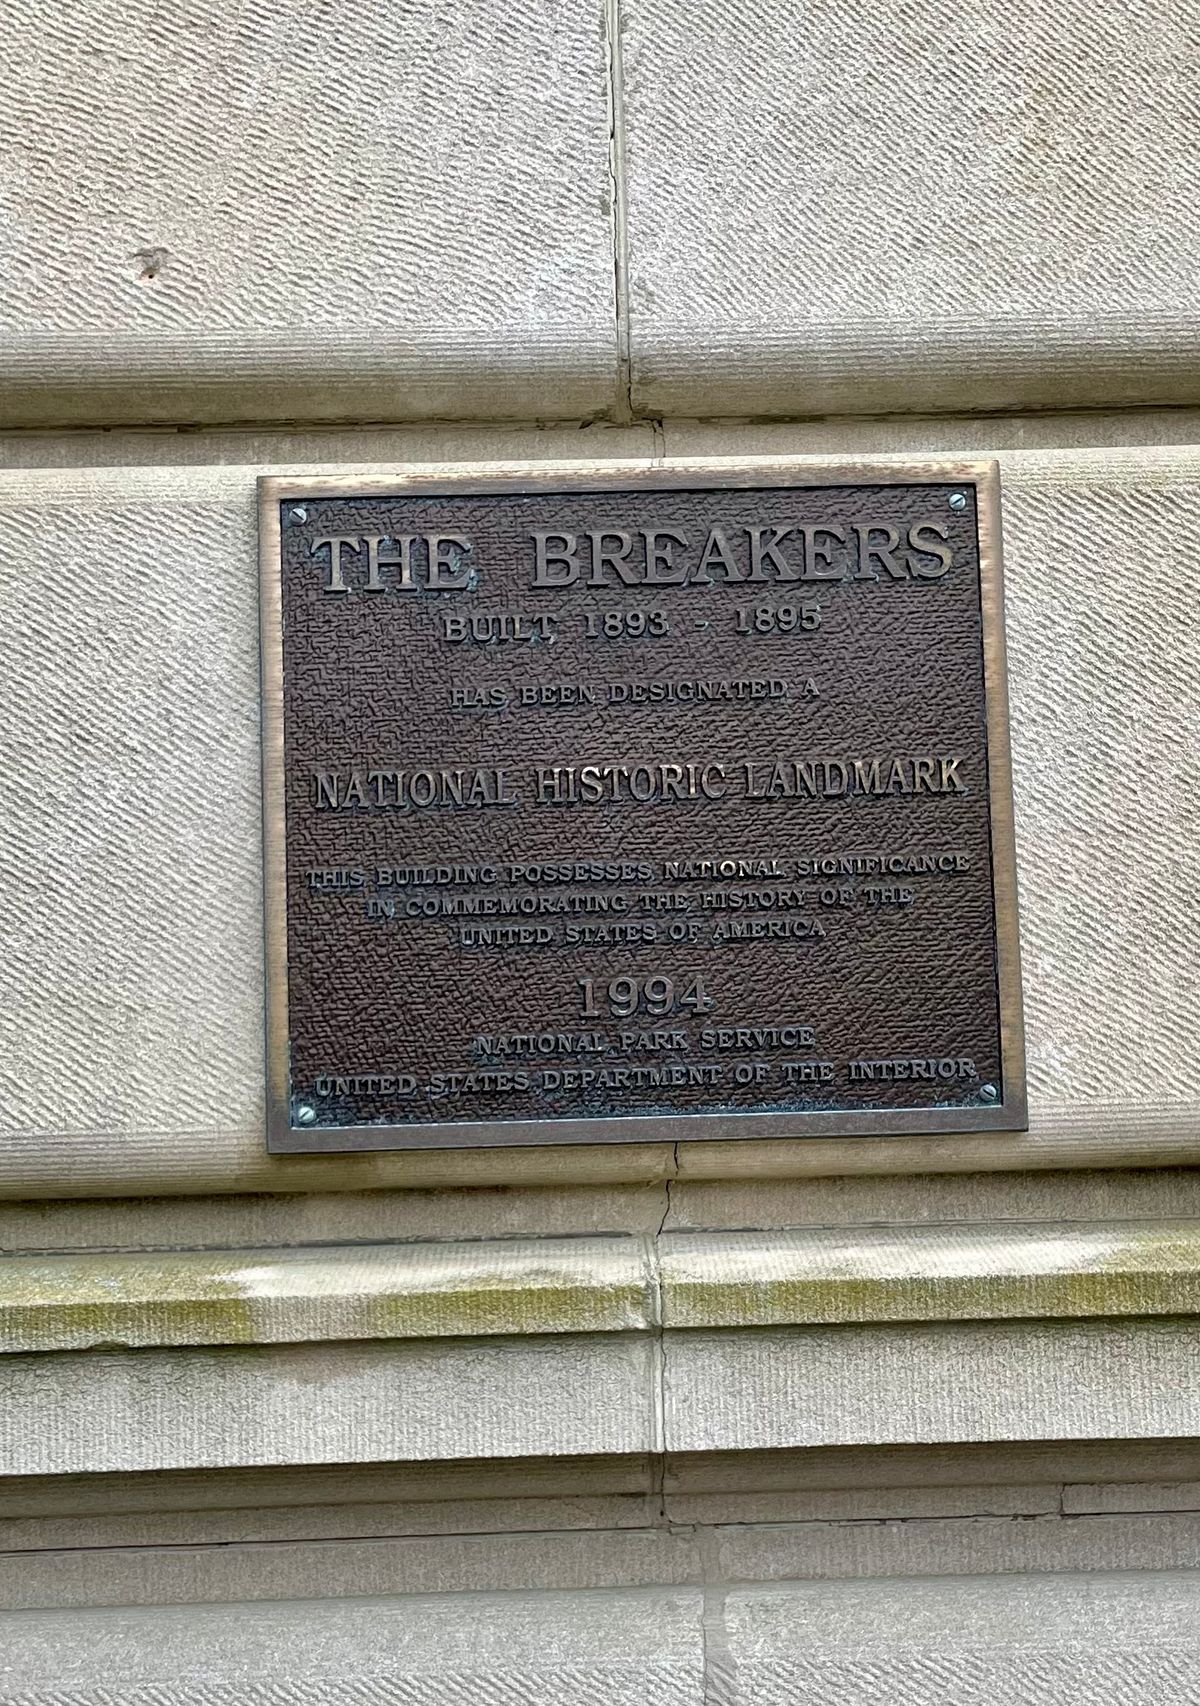 THE BREAKERS
BUILT 1893 - 1895
HAS BEEN DESIGNATED A
NATIONAL HISTORIC LANDMARK
THIS BUILDING POSSESSES NATIONAL SIGNIFICANCE
IN COMMEMORATING THE HISTORY OF THE
UNITED STATES OF AMERICA
1994
NATIONAL PARK SERVICE
UNITED STATES DEPARTMENT OF THE INTERIOR